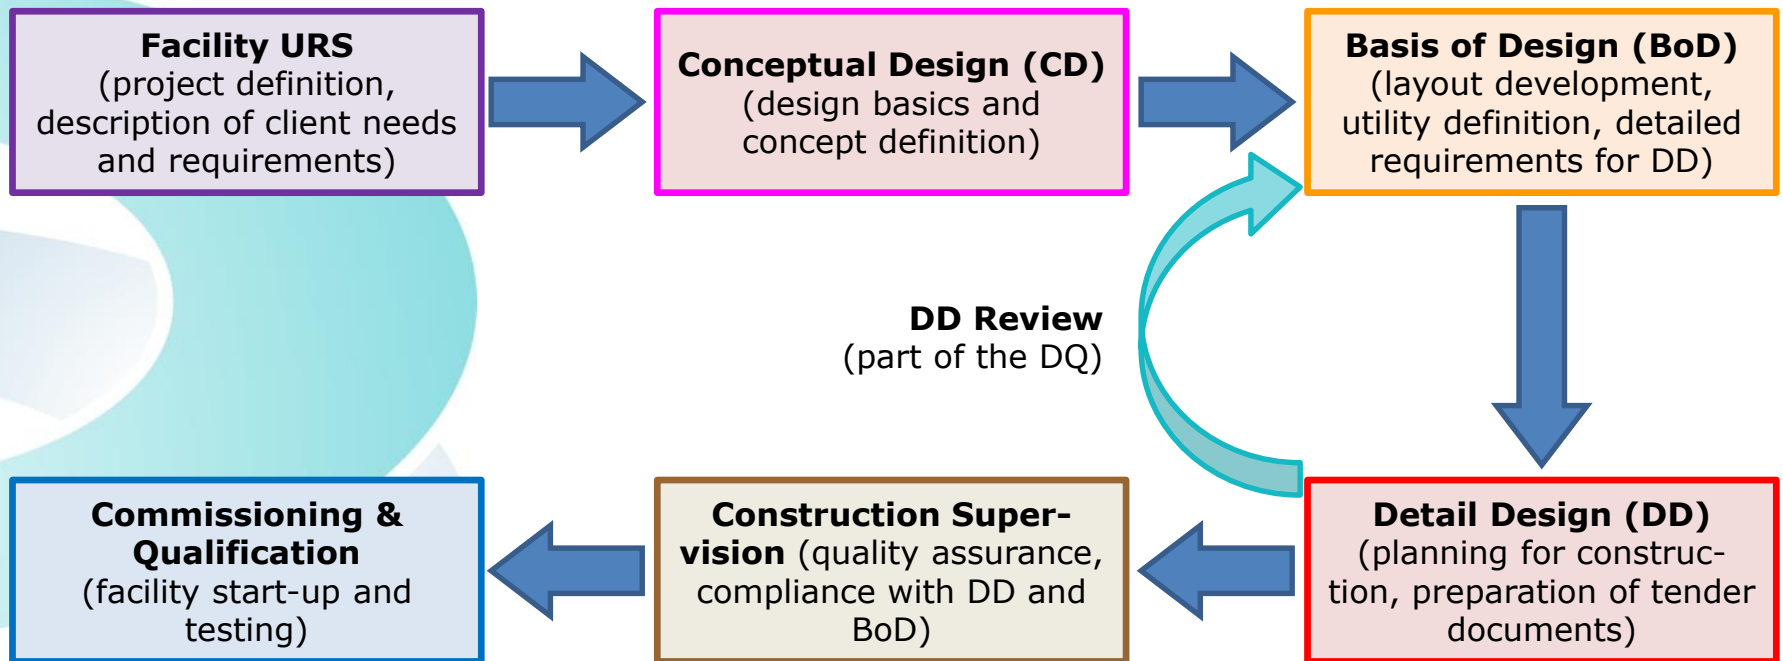 Facility URS
(project definition,
description of client needs
and requirements)
Conceptual Design (CD)
(design basics and
concept definition)
Basis of Design (BoD)
(layout development,
utility definition, detailed
requirements for DD)
DD Review
(part of the DQ)
Commissioning &
Qualification
(facility start-up and
testing)
Construction Super-
vision (quality assurance,
compliance with DD and
BoD)
Detail Design (DD)
(planning for construc-
tion, preparation of tender
documents)